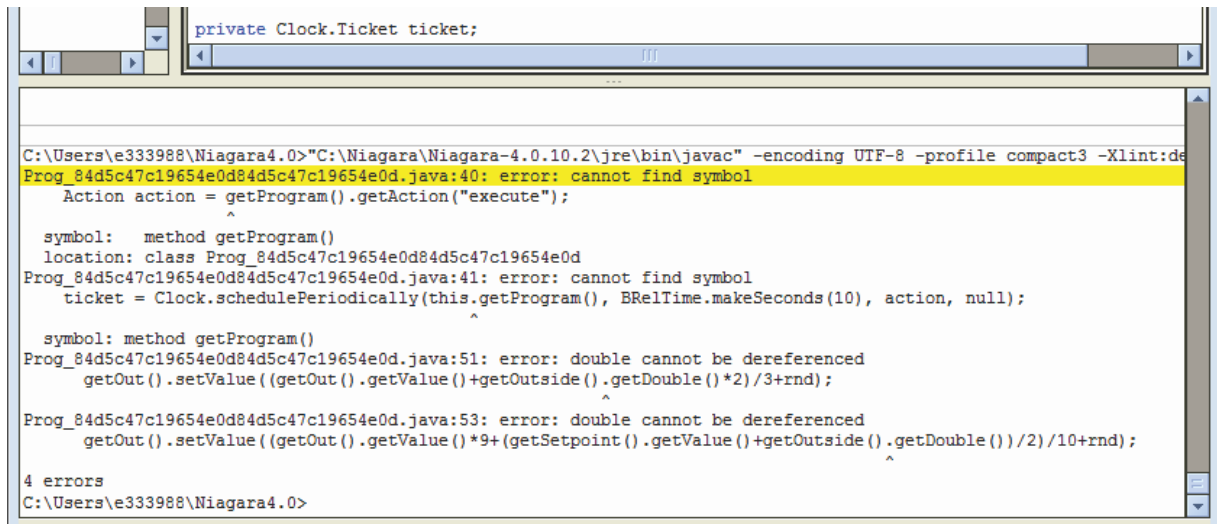 private Clock.Ticket ticket;
C:\Users\e333988\Niagara4.0>"C:\Niagara\Niagara-4.0.10.2\jre\bin\javac" -encoding UTF-8 -profile compact3 -Xlint:de
Prog_84d5c47c19654e0d84d5c47c19654e0d.java:40: error: cannot find symbol
    Action action = getProgram().getAction("execute");
                    ^
  symbol:   method getProgram()
  location: class Prog_84d5c47c19654e0d84d5c47c19654e0d
Prog_84d5c47c19654e0d84d5c47c19654e0d.java:41: error: cannot find symbol
    ticket = Clock.schedulePeriodically(this.getProgram(), BRelTime.makeSeconds(10), action, null);
                                            ^
  symbol: method getProgram()
Prog_84d5c47c19654e0d84d5c47c19654e0d.java:51: error: double cannot be dereferenced
      getOut().setValue((getOut().getValue()+getOutside().getDouble()*2)/3+rnd);
                                                         ^
Prog_84d5c47c19654e0d84d5c47c19654e0d.java:53: error: double cannot be dereferenced
      getOut().setValue((getOut().getValue()*9+(getSetpoint().getValue()+getOutside().getDouble())/2)/10+rnd);
                                                                                     ^
4 errors
C:\Users\e333988\Niagara4.0>